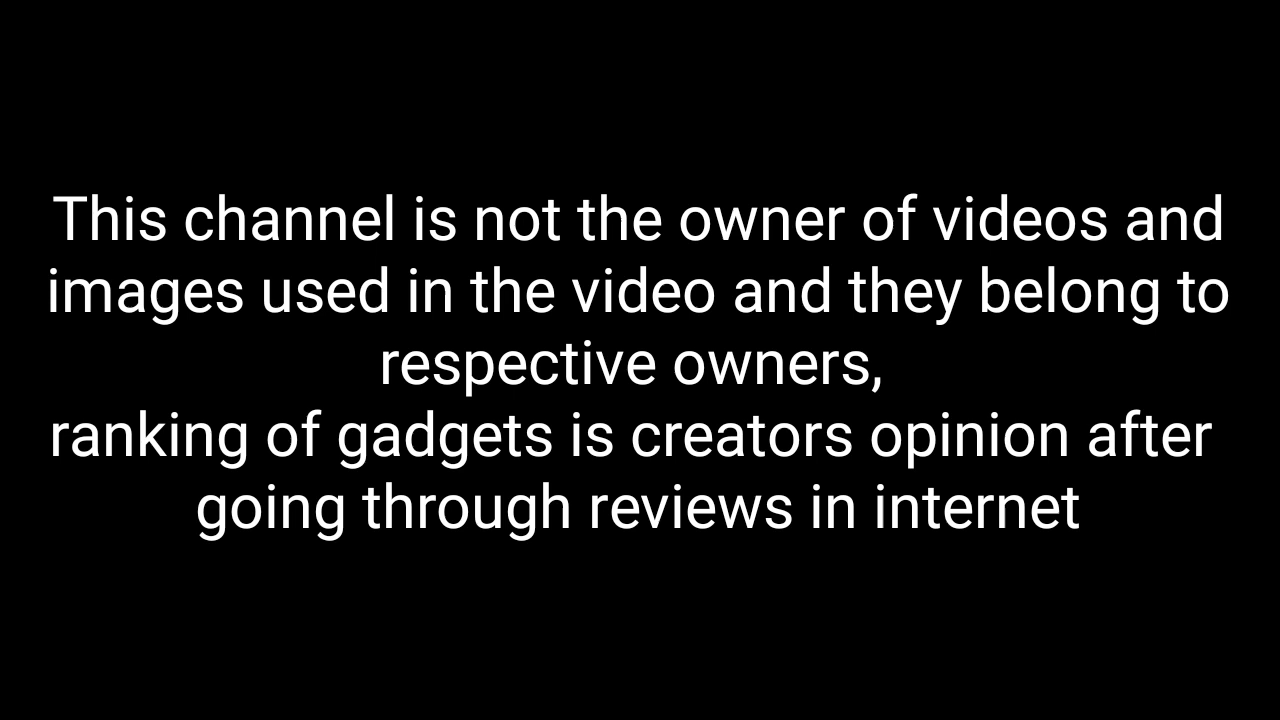 This channel is not the owner of videos and
images used in the video and they belong to
respective owners,
ranking of gadgets is creators opinion after
going through reviews in internet